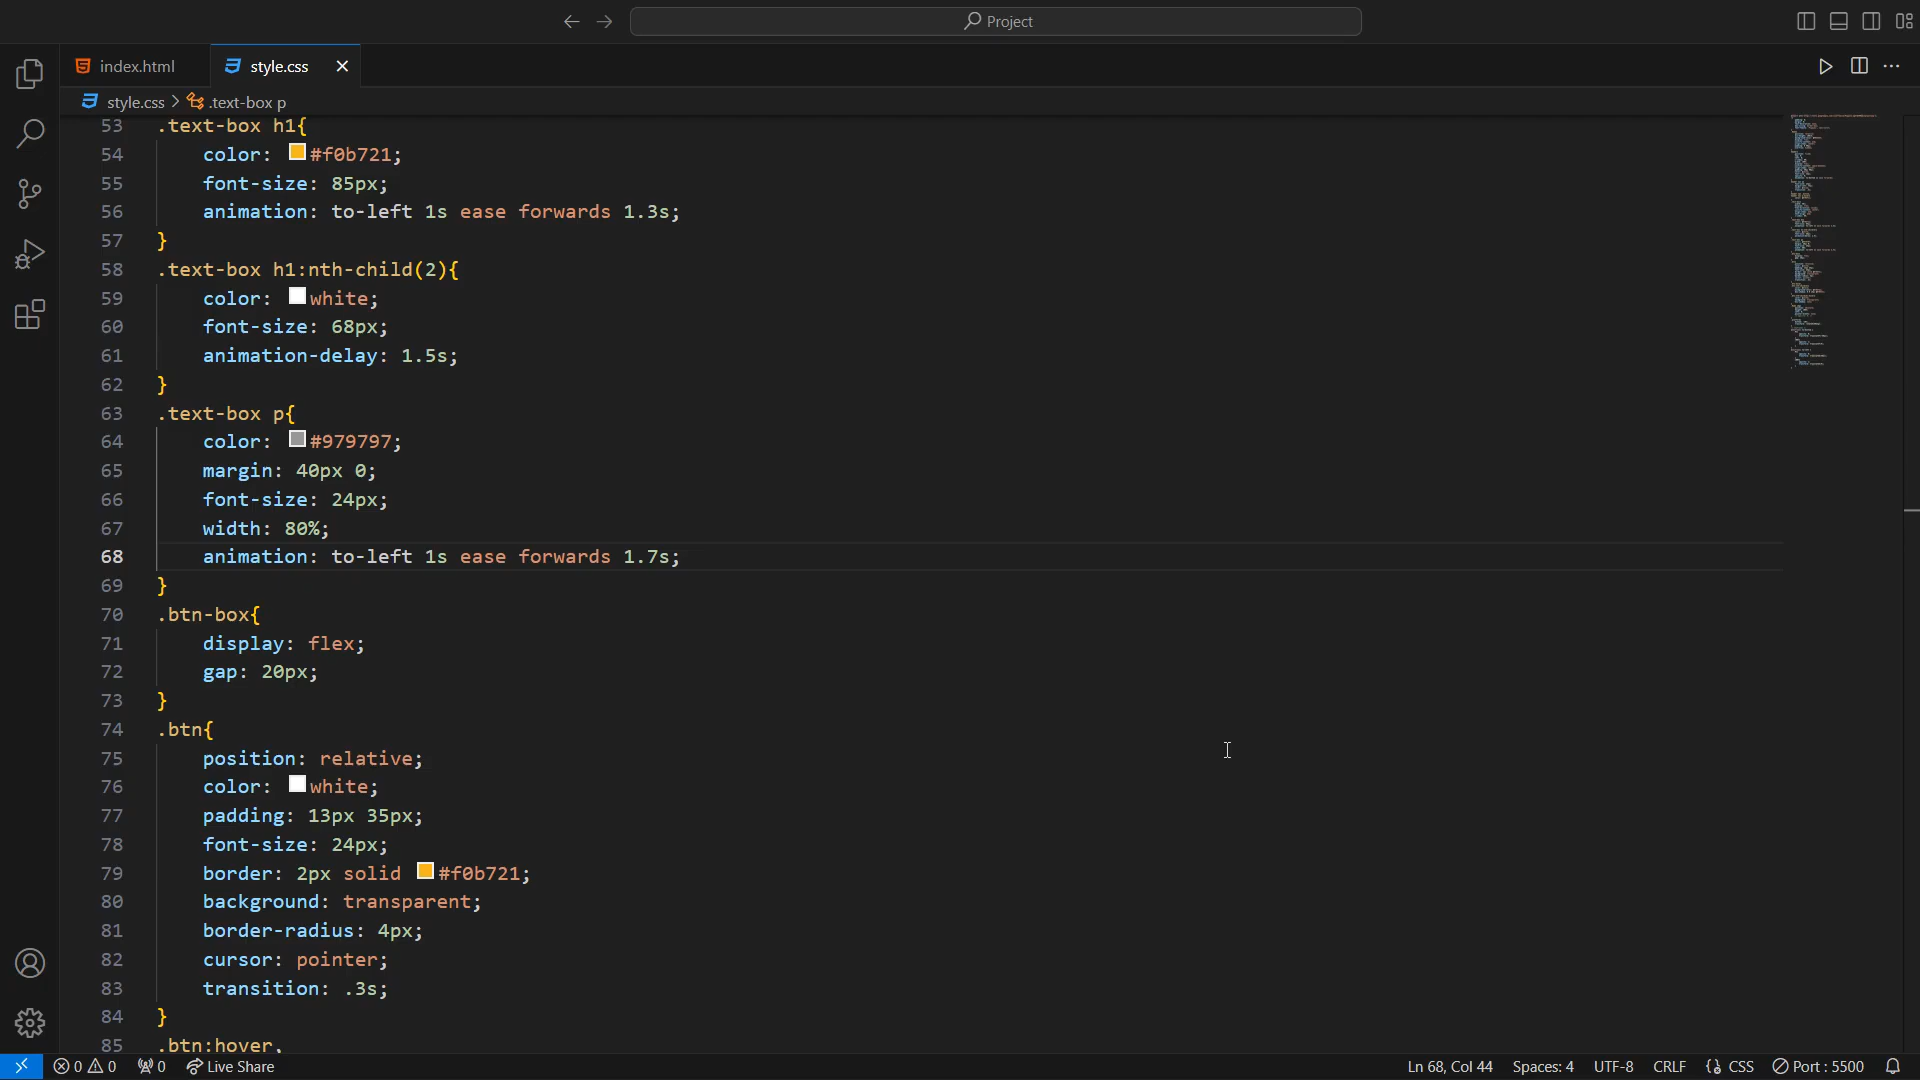 Project
index.html
style.css
style.css > .text-box p
53 .text-box h1{
54 color: #f0b721;
55 font-size: 85px;
56 animation: to-left 1s ease forwards 1.3s;
57 }
58 .text-box h1:nth-child(2){
59 color: white;
60 font-size: 68px;
61 animation-delay: 1.5s;
62 }
63 .text-box p{
64 color: #979797;
65 margin: 40px 0;
66 font-size: 24px;
67 width: 80%;
68 animation: to-left 1s ease forwards 1.7s;
69 }
70 .btn-box{
71 display: flex;
72 gap: 20px;
73 }
74 .btn{
75 position: relative;
76 color: white;
77 padding: 13px 35px;
78 font-size: 24px;
79 border: 2px solid #f0b721;
80 background: transparent;
81 border-radius: 4px;
82 cursor: pointer;
83 transition: .3s;
84 }
85 .btn:hover,
0 0 0 Live Share Ln 68, Col 44 Spaces: 4 UTF-8 CRLF CSS Port : 5500